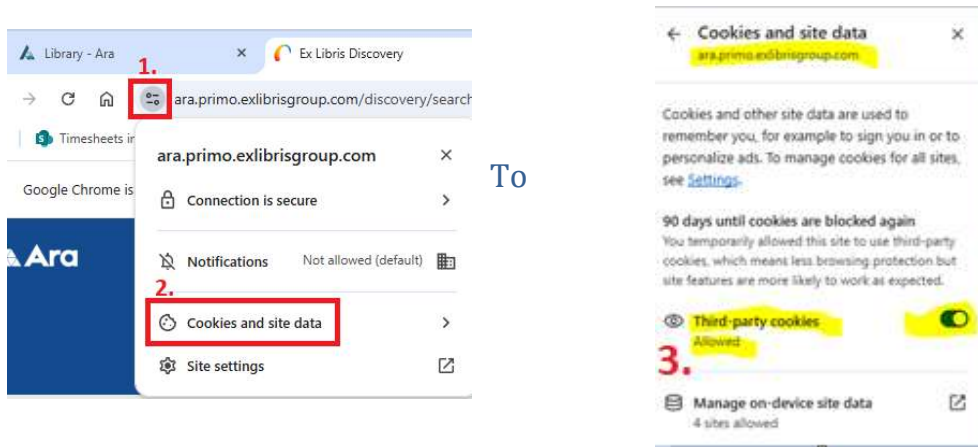 Library - Ara
Ex Libris Discovery
1.
ara.primo.exlibrisgroup.com/discovery/search
Timesheets in
Google Chrome is
Ara
ara.primo.exlibrisgroup.com
Connection is secure
Notifications Not allowed (default)
2.
Cookies and site data
Site settings
To
Cookies and site data
ara.primo.exlibrisgroup.com
Cookies and other site data are used to
remember you, for example to sign you in or to
personalize ads. To manage cookies for all sites,
see Settings.
90 days until cookies are blocked again
You temporarily allowed this site to use third-party
cookies, which means less browsing protection but
site features are more likely to work as expected.
Third-party cookies
Allowed
3.
Manage on-device site data
4 sites allowed